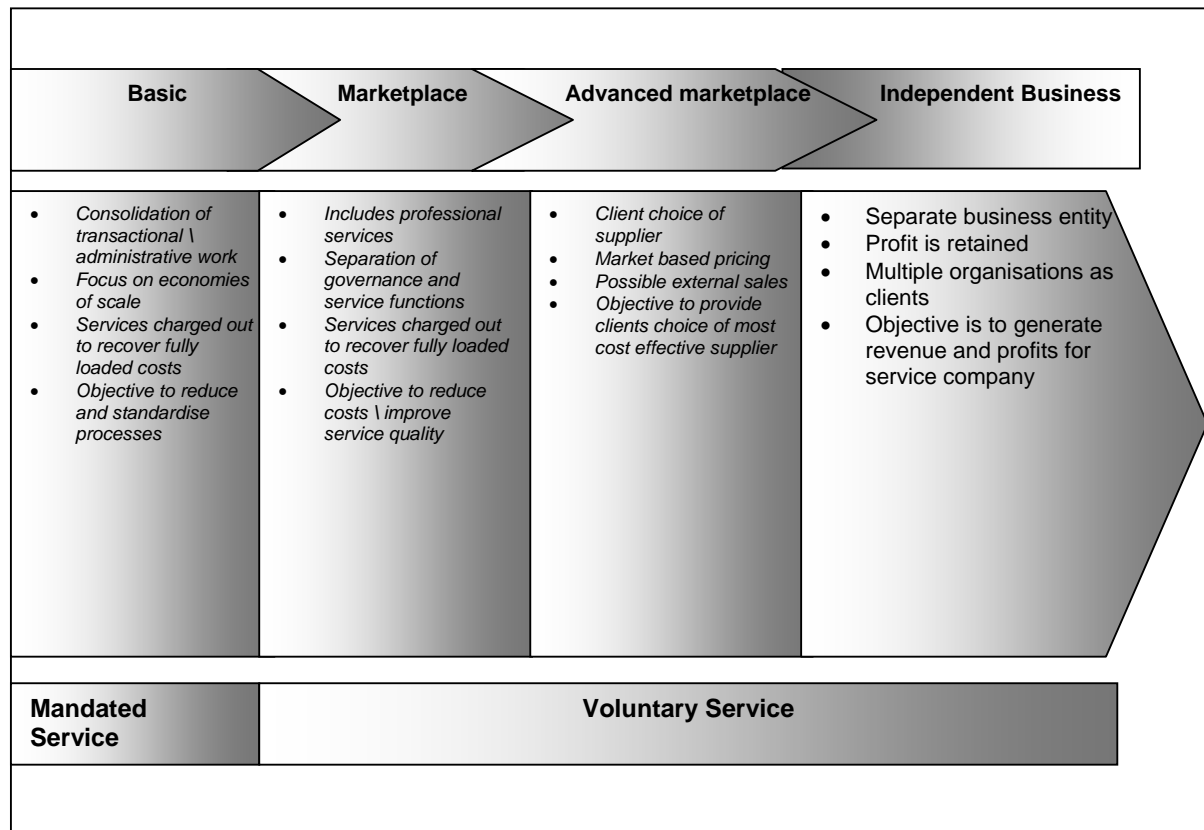 Basic
Marketplace
Advanced marketplace
Independent Business
• Consolidation of
transactional \
administrative work
• Focus on economies
of scale
• Services charged out
to recover fully
loaded costs
• Objective to reduce
and standardise
processes
• Includes professional
services
• Separation of
governance and
service functions
• Services charged out
to recover fully loaded
costs
• Objective to reduce
costs \ improve
service quality
• Client choice of
supplier
• Market based pricing
• Possible external sales
• Objective to provide
clients choice of most
cost effective supplier
• Separate business entity
• Profit is retained
• Multiple organisations as
clients
• Objective is to generate
revenue and profits for
service company
Mandated
Service
Voluntary Service